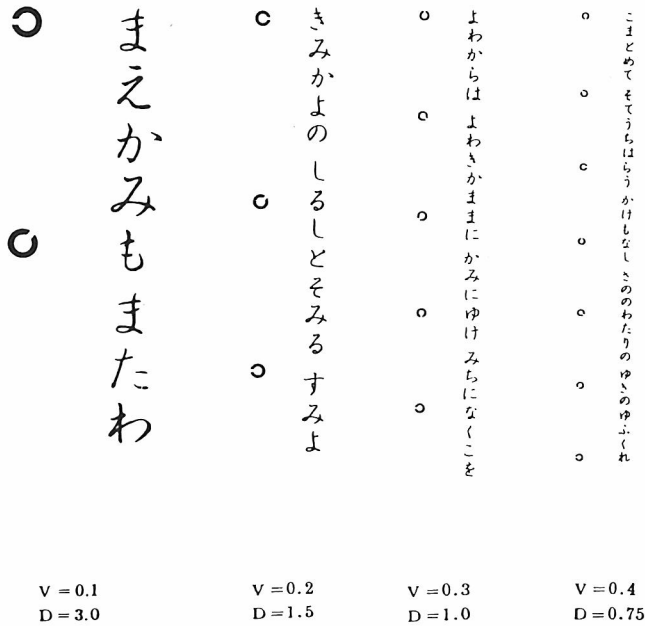 まえかみもまたわ
きみかよの しるしとそみる すみよ
よわからは よわきかままに かみにゆけ みちになくこを
こまとめて そてうちはらう かけもなし さののわたりの ゆきのゆふくれ
V=0.1
D=3.0
V=0.2
D=1.5
V=0.3
D=1.0
V=0.4
D=0.75